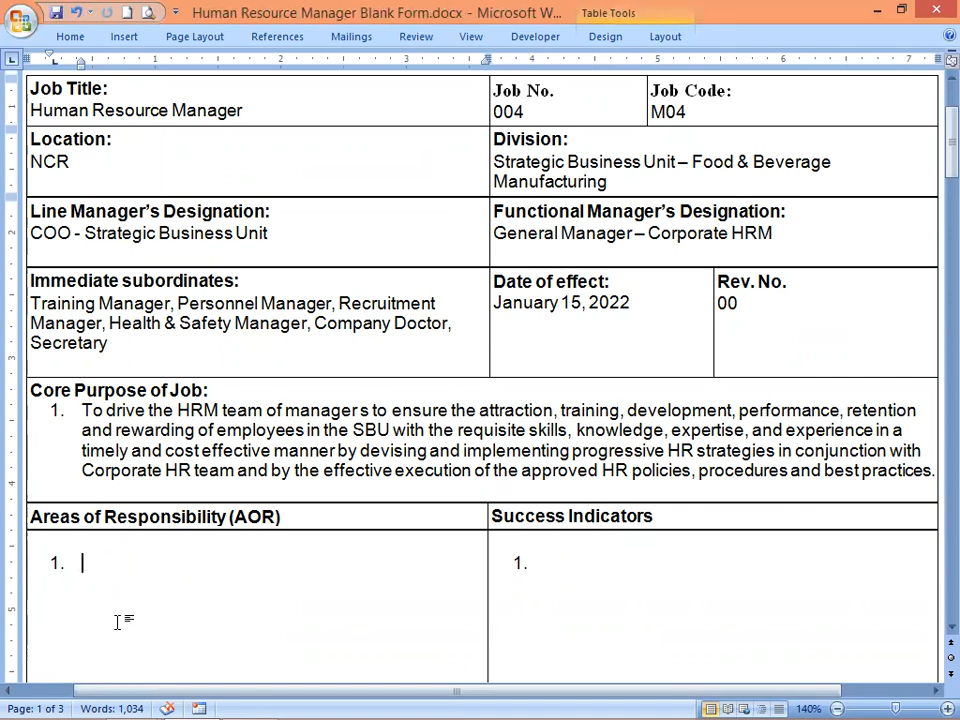 Human Resource Manager Blank Form.docx - Microsoft W...
Table Tools
Home Insert Page Layout References Mailings Review View Developer Design Layout
1 2 3 4 5 6 7
Job Title:
Human Resource Manager
Job No.
004
Job Code:
M04
Location:
NCR
Division:
Strategic Business Unit – Food & Beverage
Manufacturing
Line Manager's Designation:
COO - Strategic Business Unit
Functional Manager's Designation:
General Manager – Corporate HRM
Immediate subordinates:
Training Manager, Personnel Manager, Recruitment
Manager, Health & Safety Manager, Company Doctor,
Secretary
Date of effect:
January 15, 2022
Rev. No.
00
Core Purpose of Job:
1. To drive the HRM team of managers to ensure the attraction, training, development, performance, retention
and rewarding of employees in the SBU with the requisite skills, knowledge, expertise, and experience in a
timely and cost effective manner by devising and implementing progressive HR strategies in conjunction with
Corporate HR team and by the effective execution of the approved HR policies, procedures and best practices.
Areas of Responsibility (AOR)
Success Indicators
1.
1.
Page: 1 of 3 Words: 1,034 140%